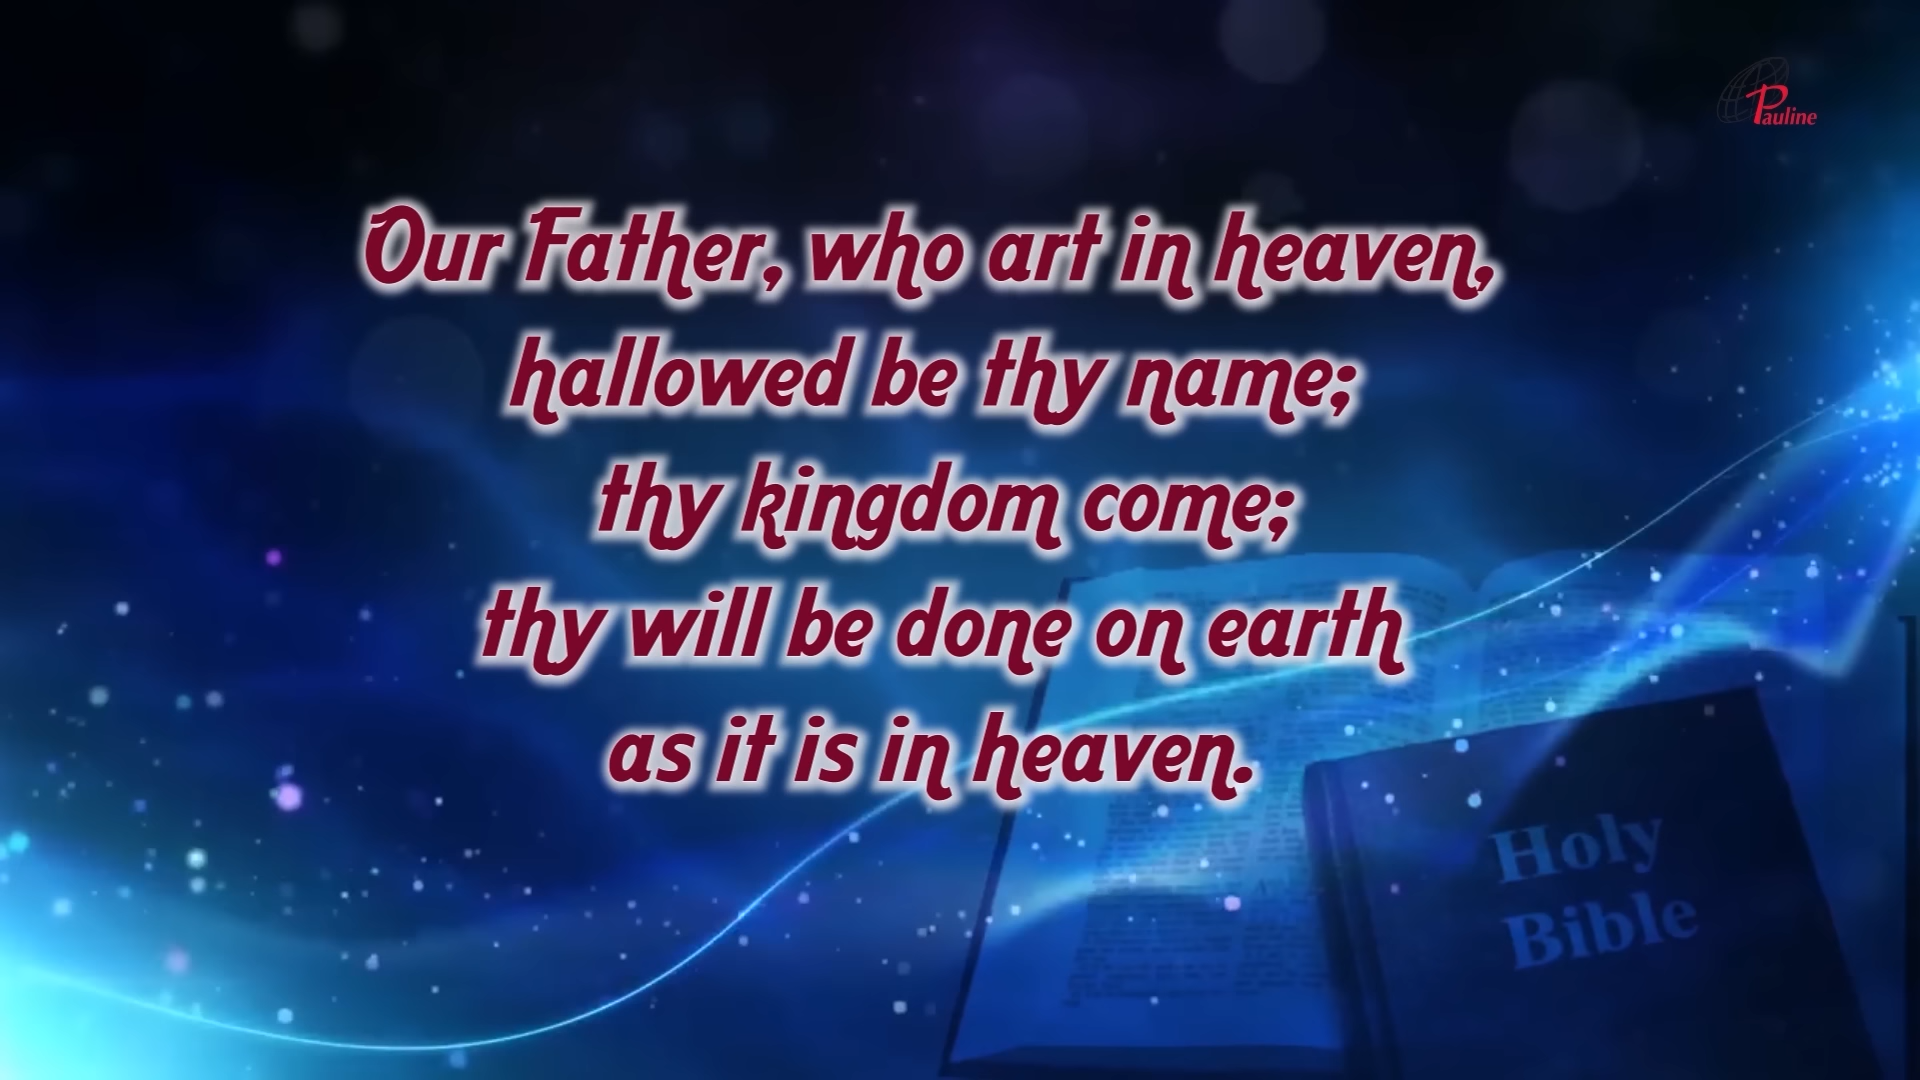 Pauline
Our Father, who art in heaven,
hallowed be thy name;
thy kingdom come;
thy will be done on earth
as it is in heaven.
Holy
Bible